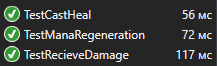 TestCastHeal 56 мс
TestManaRegeneration 72 мс
TestRecieveDamage 117 мс